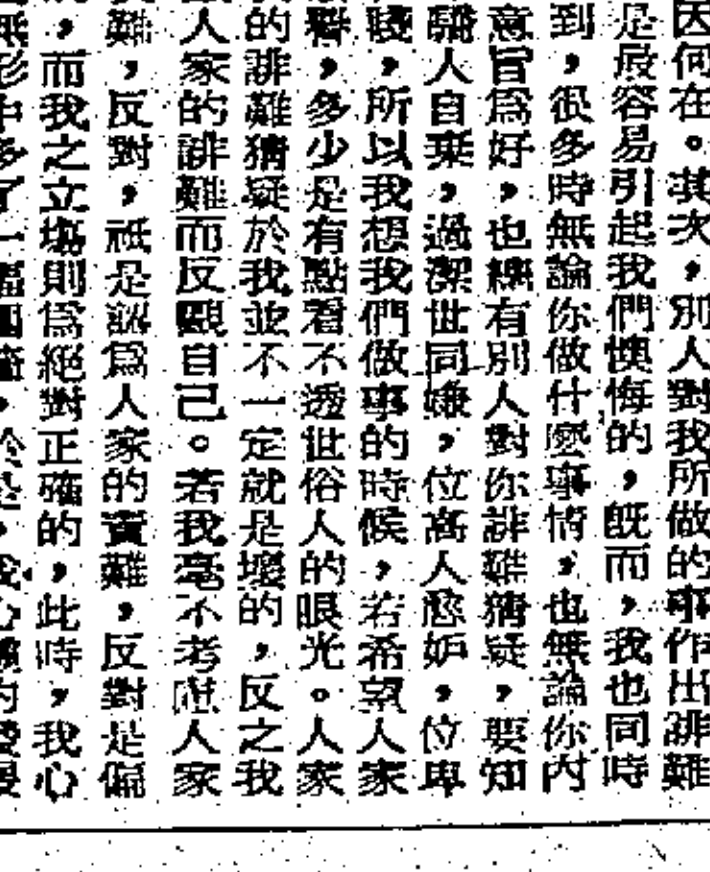 因何在。其次，別人對我所做的事作出誹難
是最容易引起我們懊悔的，既而，我也同時
到，很多時無論你做什麼事情，也無論你內
意旨爲好，也總有別人對你誹難猜疑，要知
驕人自棄，過潔世同嫌，位高人愈妒，位卑
，所以我想我們做事的時候，若希望人家
，多少是有點看不透世俗人的眼光。人家
的誹難猜疑於我並不一定就是壞的，反之我
人家的誹難而反觀自己。若我毫不考慮人家
難，反對，祇是認爲人家的責難，反對是偏
，而我之立場則爲絕對正確的，此時，我心
無形中多了一幅圍牆，於是，我心